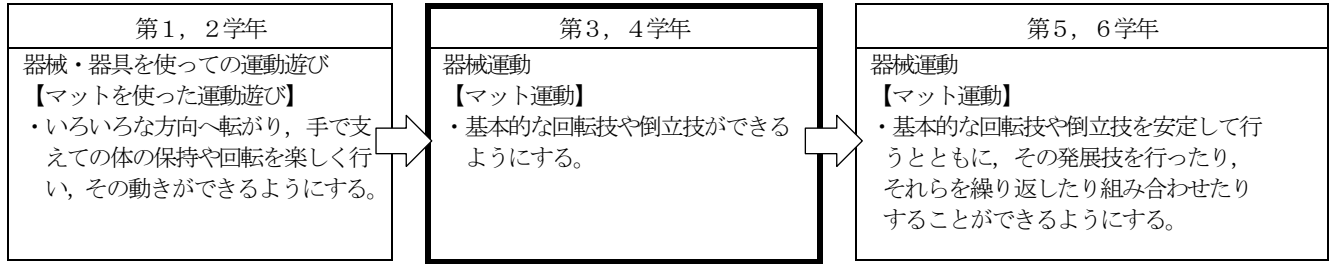 第１，２学年
器械・器具を使っての運動遊び
【マットを使った運動遊び】
・いろいろな方向へ転がり，手で支
えての体の保持や回転を楽しく行
い，その動きができるようにする。
第３，４学年
器械運動
【マット運動】
・基本的な回転技や倒立技ができる
ようにする。
第５，６学年
器械運動
【マット運動】
・基本的な回転技や倒立技を安定して行
うとともに，その発展技を行ったり，
それらを繰り返したり組み合わせたり
することができるようにする。